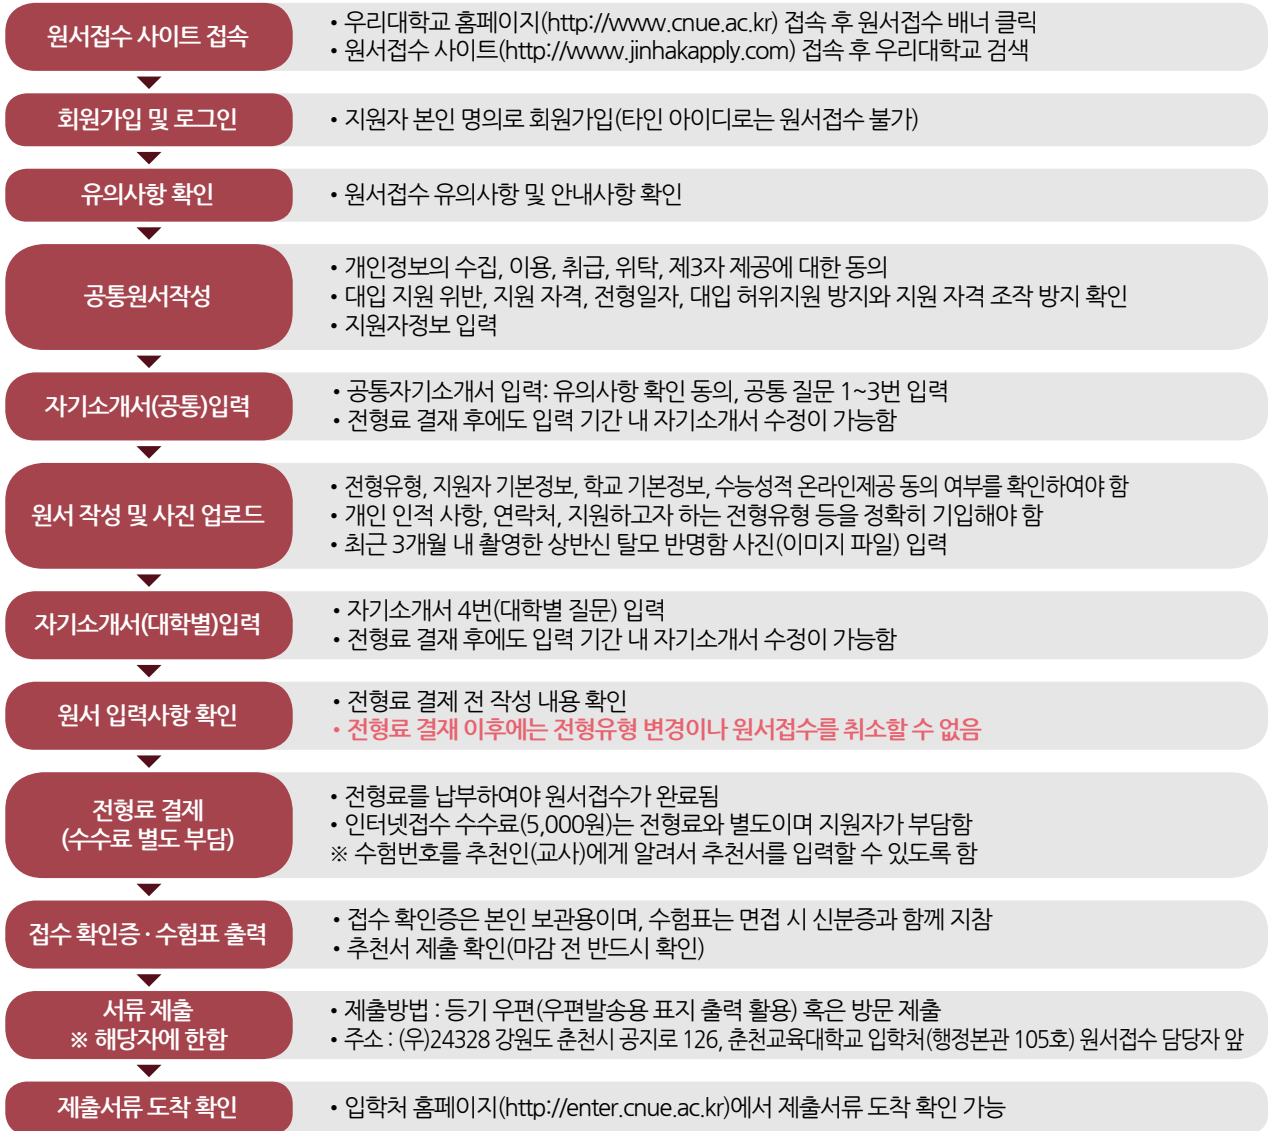 원서접수 사이트 접속
• 우리대학교 홈페이지(http://www.cnue.ac.kr) 접속 후 원서접수 배너 클릭
• 원서접수 사이트(http://www.jinhakapply.com) 접속 후 우리대학교 검색
회원가입 및 로그인
• 지원자 본인 명의로 회원가입(타인 아이디로는 원서접수 불가)
유의사항 확인
• 원서접수 유의사항 및 안내사항 확인
공통원서작성
• 개인정보의 수집, 이용, 취급, 위탁, 제3자 제공에 대한 동의
• 대입 지원 위반, 지원 자격, 전형일자, 대입 허위지원 방지와 지원 자격 조작 방지 확인
• 지원자정보 입력
자기소개서(공통)입력
• 공통자기소개서 입력: 유의사항 확인 동의, 공통 질문 1~3번 입력
• 전형료 결재 후에도 입력 기간 내 자기소개서 수정이 가능함
원서 작성 및 사진 업로드
• 전형유형, 지원자 기본정보, 학교 기본정보, 수능성적 온라인제공 동의 여부를 확인하여야 함
• 개인 인적 사항, 연락처, 지원하고자 하는 전형유형 등을 정확히 기입해야 함
• 최근 3개월 내 촬영한 상반신 탈모 반명함 사진(이미지 파일) 입력
자기소개서(대학별)입력
• 자기소개서 4번(대학별 질문) 입력
• 전형료 결재 후에도 입력 기간 내 자기소개서 수정이 가능함
원서 입력사항 확인
• 전형료 결제 전 작성 내용 확인
• 전형료 결재 이후에는 전형유형 변경이나 원서접수를 취소할 수 없음
전형료 결제
(수수료 별도 부담)
• 전형료를 납부하여야 원서접수가 완료됨
• 인터넷접수 수수료(5,000원)는 전형료와 별도이며 지원자가 부담함
※ 수험번호를 추천인(교사)에게 알려서 추천서를 입력할 수 있도록 함
접수 확인증 · 수험표 출력
• 접수 확인증은 본인 보관용이며, 수험표는 면접 시 신분증과 함께 지참
• 추천서 제출 확인(마감 전 반드시 확인)
서류 제출
※ 해당자에 한함
• 제출방법 : 등기 우편(우편발송용 표지 출력 활용) 혹은 방문 제출
• 주소 : (우)24328 강원도 춘천시 공지로 126, 춘천교육대학교 입학처(행정본관 105호) 원서접수 담당자 앞
제출서류 도착 확인
• 입학처 홈페이지(http://enter.cnue.ac.kr)에서 제출서류 도착 확인 가능